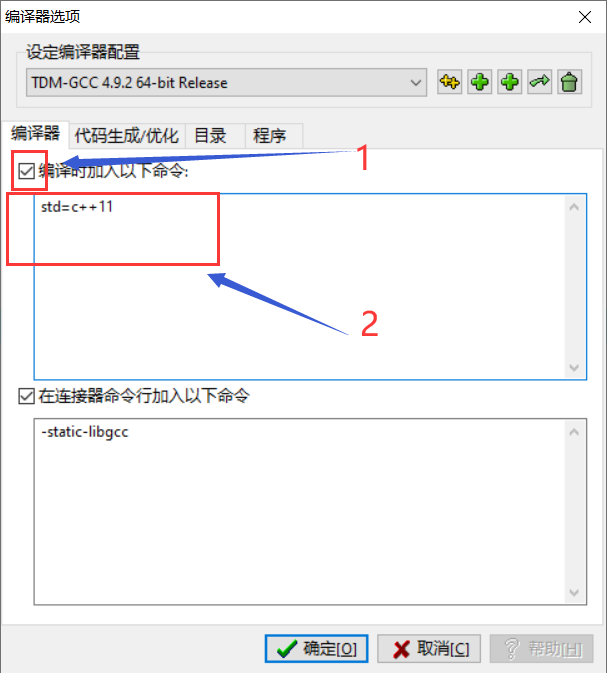 编译器选项
设定编译器配置
TDM-GCC 4.9.2 64-bit Release
编译器 代码生成/优化 目录 程序
编译时加入以下命令:
1
std=c++11
2
在连接器命令行加入以下命令
-static-libgcc
确定[O] 取消[C] 帮助[H]